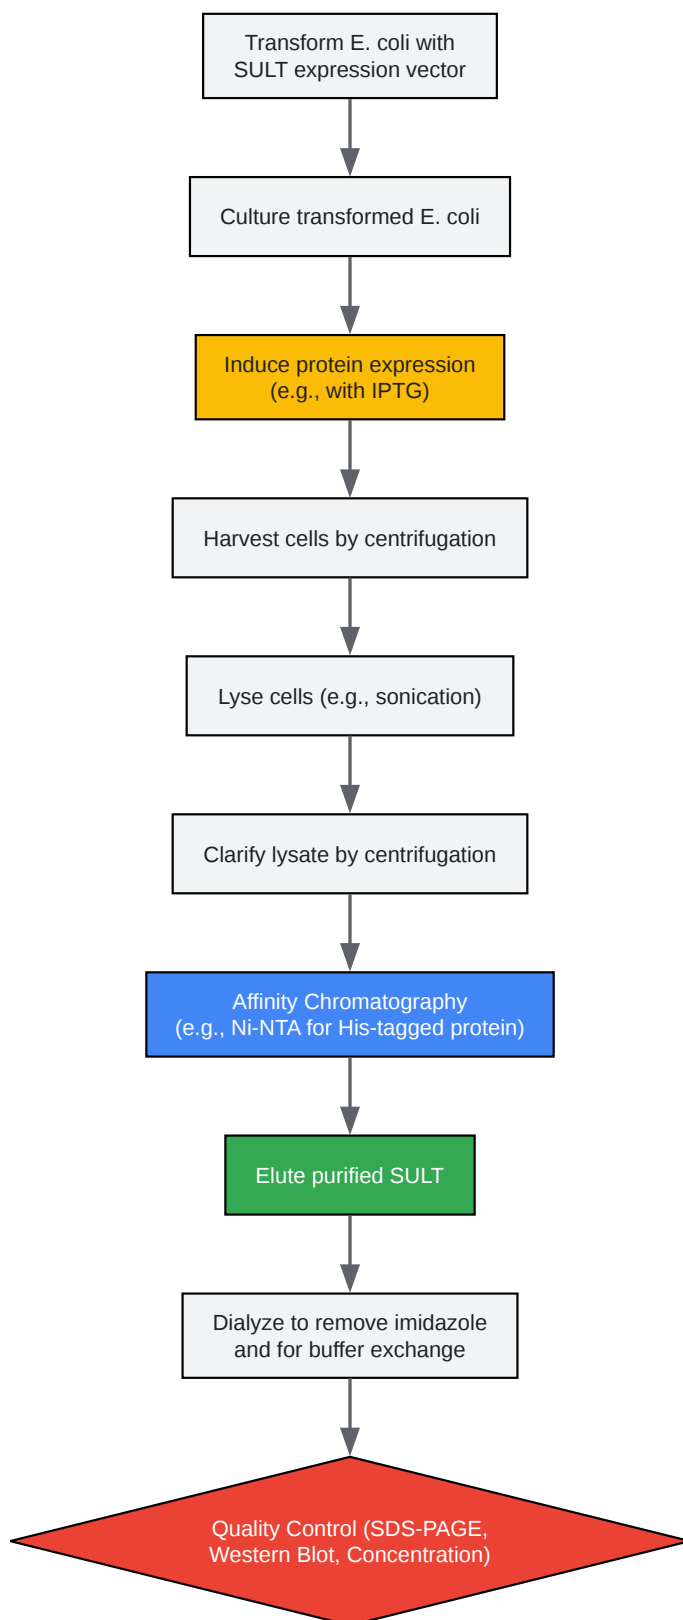 Transform E. coli with
SULT expression vector
Culture transformed E. coli
Induce protein expression
(e.g., with IPTG)
Harvest cells by centrifugation
Lyse cells (e.g., sonication)
Clarify lysate by centrifugation
Affinity Chromatography
(e.g., Ni-NTA for His-tagged protein)
Elute purified SULT
Dialyze to remove imidazole
and for buffer exchange
Quality Control (SDS-PAGE,
Western Blot, Concentration)